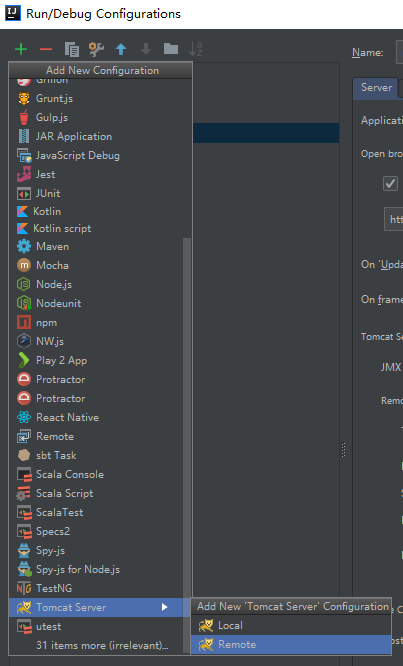 IJ Run/Debug Configurations
Name:
Add New Configuration
Grunt.js
Gulp.js
JAR Application
JavaScript Debug
Jest
JUnit
Kotlin
Kotlin script
Maven
Mocha
Node.js
Nodeunit
npm
NW.js
Play 2 App
Protractor
Protractor
React Native
Remote
sbt Task
Scala Console
Scala Script
ScalaTest
Specs2
Spy-js
Spy-js for Node.js
TestNG
Tomcat Server
utest
31 items more (irrelevant)...
Add New 'Tomcat Server' Configuration
Local
Remote
Server
Applicatio
Open bro
htt
On 'Upda
On frame
Tomcat Se
JMX
Remo